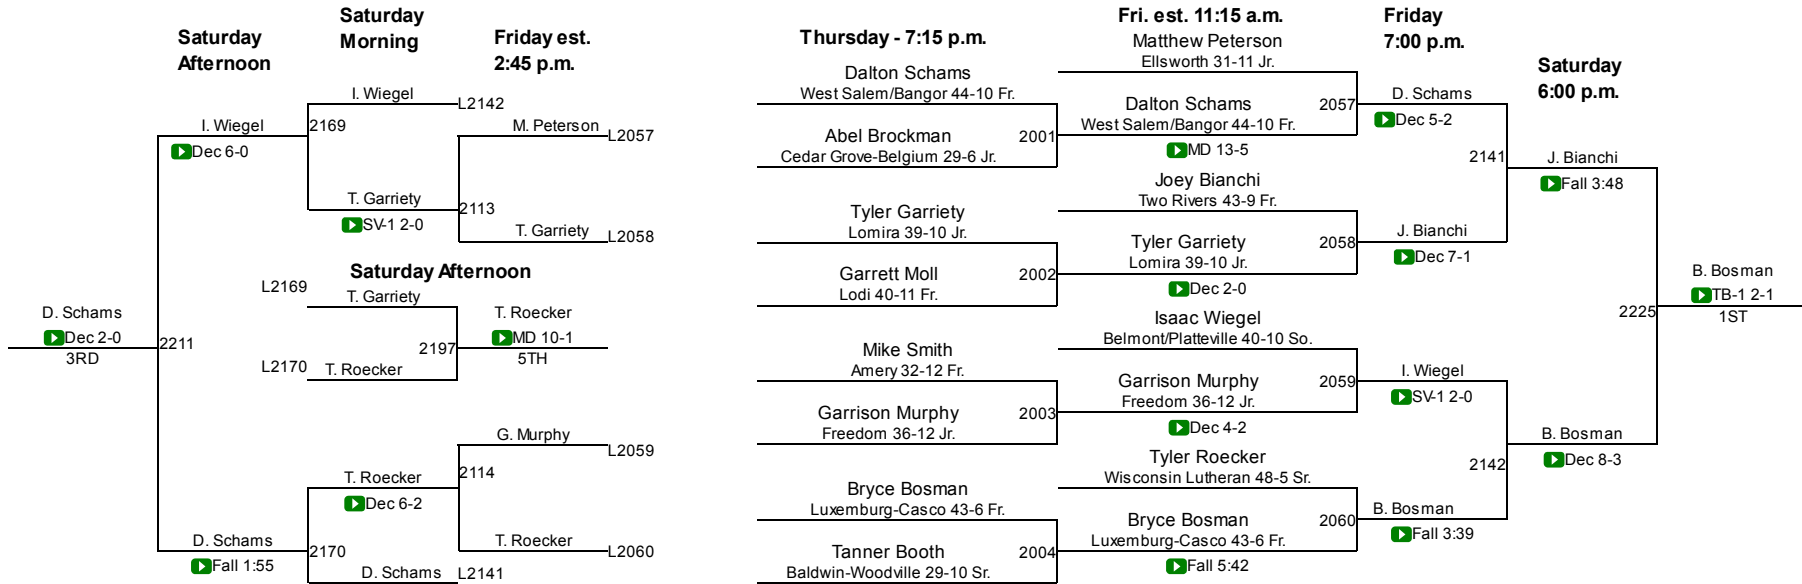 Saturday
Afternoon
Saturday
Morning
Friday est.
2:45 p.m.
I. Wiegel
L2142
I. Wiegel
2169
Dec 6-0
M. Peterson
L2057
T. Garriety
2113
SV-1 2-0
T. Garriety
L2058
Saturday Afternoon
L2169
T. Garriety
D. Schams
Dec 2-0
3RD
2211
T. Roecker
MD 10-1
5TH
2197
L2170
T. Roecker
G. Murphy
L2059
T. Roecker
2114
Dec 6-2
T. Roecker
L2060
D. Schams
2170
Fall 1:55
D. Schams
L2141
Thursday - 7:15 p.m.
Dalton Schams
West Salem/Bangor 44-10 Fr.
Abel Brockman
2001
Cedar Grove-Belgium 29-6 Jr.
Tyler Garriety
Lomira 39-10 Jr.
Garrett Moll
2002
Lodi 40-11 Fr.
Mike Smith
Amery 32-12 Fr.
Garrison Murphy
2003
Freedom 36-12 Jr.
Bryce Bosman
Luxemburg-Casco 43-6 Fr.
Tanner Booth
2004
Baldwin-Woodville 29-10 Sr.
Fri. est. 11:15 a.m.
Matthew Peterson
Ellsworth 31-11 Jr.
Dalton Schams
2057
West Salem/Bangor 44-10 Fr.
MD 13-5
Joey Bianchi
Two Rivers 43-9 Fr.
Tyler Garriety
2058
Lomira 39-10 Jr.
Dec 2-0
Isaac Wiegel
Belmont/Platteville 40-10 So.
Garrison Murphy
2059
Freedom 36-12 Jr.
Dec 4-2
Tyler Roecker
Wisconsin Lutheran 48-5 Sr.
Bryce Bosman
2060
Luxemburg-Casco 43-6 Fr.
Fall 5:42
Friday
7:00 p.m.
D. Schams
Dec 5-2
2141
J. Bianchi
Dec 7-1
I. Wiegel
SV-1 2-0
2142
B. Bosman
Fall 3:39
Saturday
6:00 p.m.
J. Bianchi
Fall 3:48
2225
B. Bosman
Dec 8-3
B. Bosman
TB-1 2-1
1ST